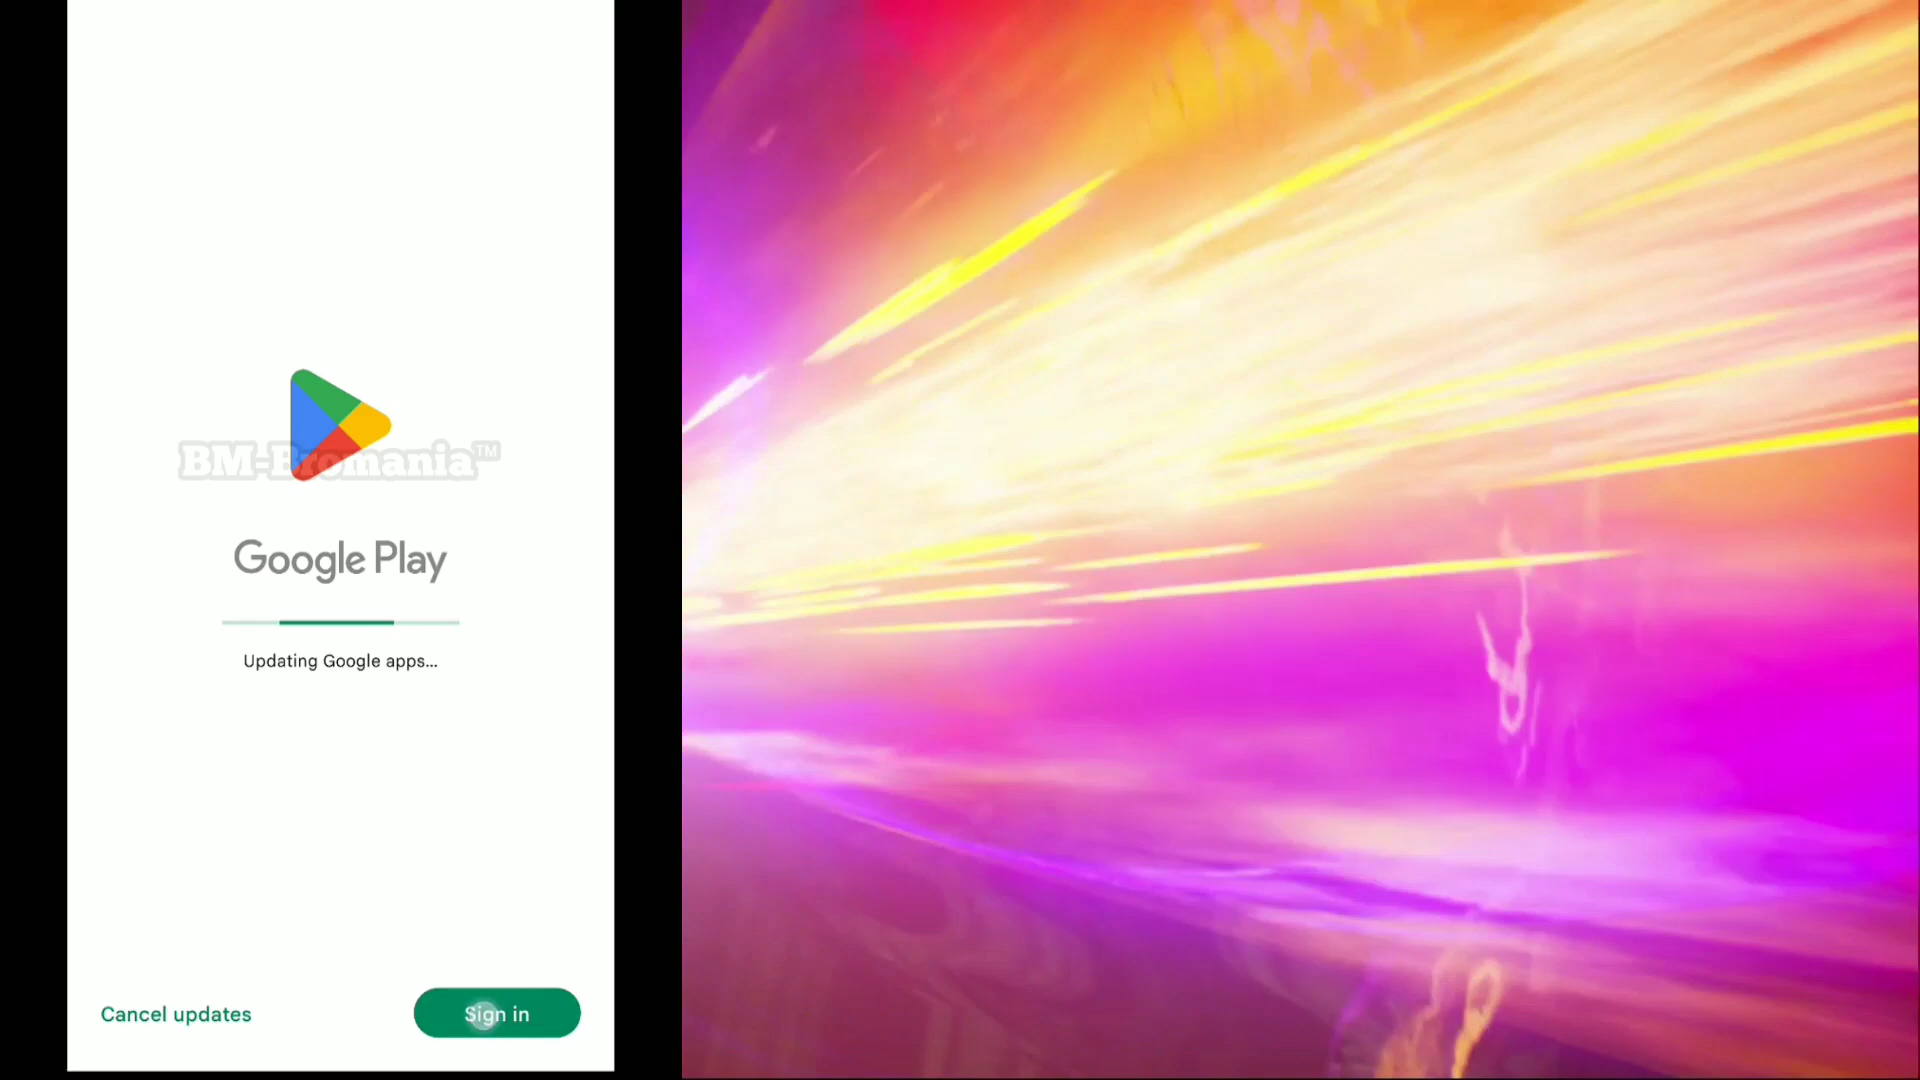 BM-Bromania™
Google Play
Updating Google apps...
Cancel updates
Sign in